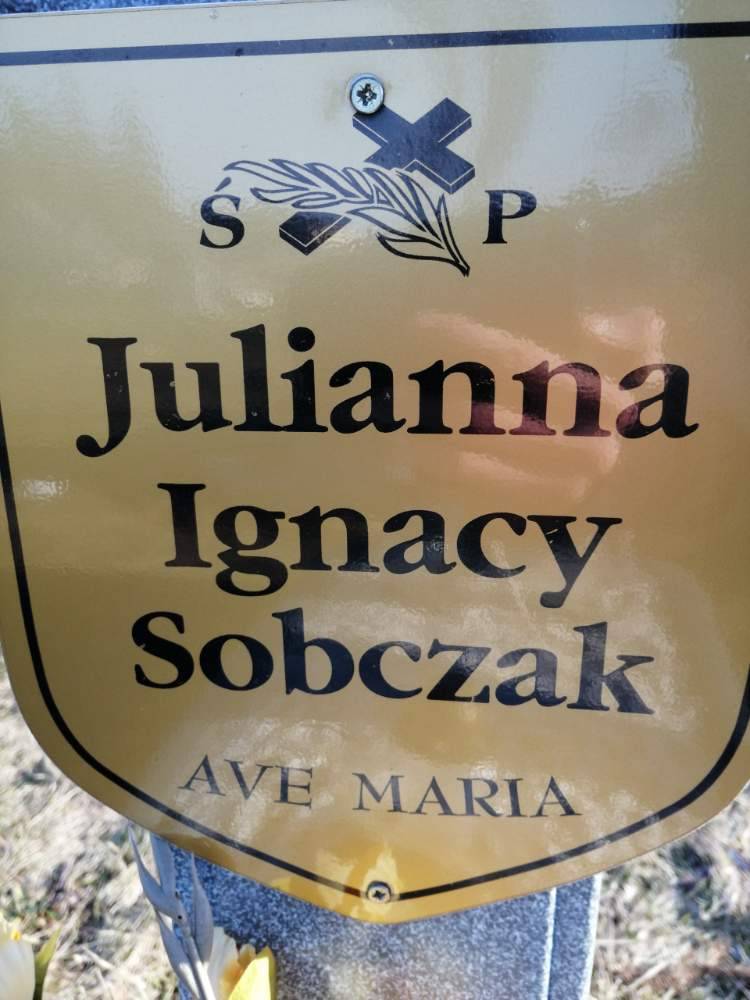 Ś P
Julianna
Ignacy
Sobczak
AVE MARIA